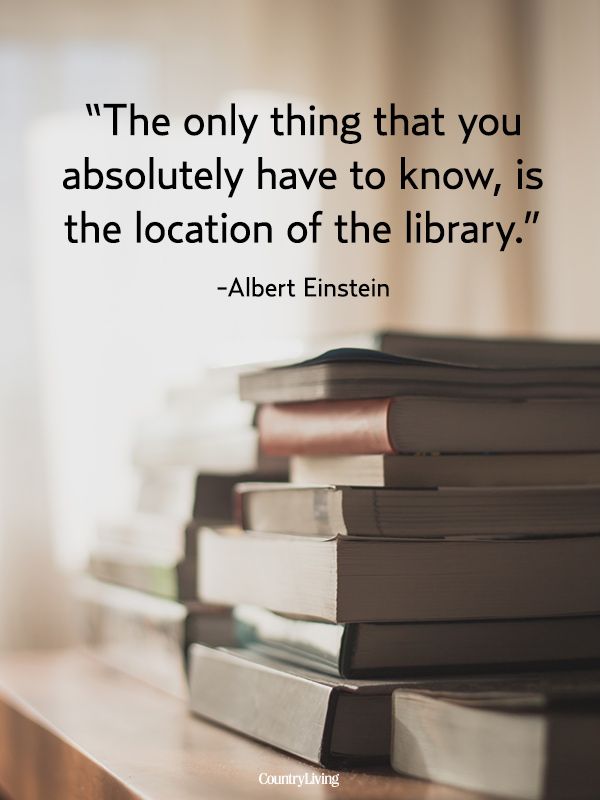 “The only thing that you
absolutely have to know, is
the location of the library.”
–Albert Einstein
CountryLiving